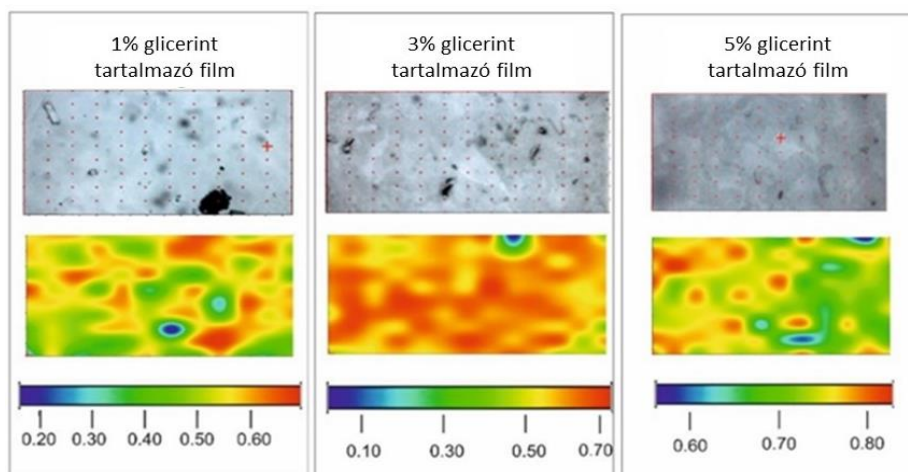 1% glicerint
tartalmazó film
3% glicerint
tartalmazó film
5% glicerint
tartalmazó film
0.20 0.30 0.40 0.50 0.60
0.10 0.30 0.50 0.70
0.60 0.70 0.80